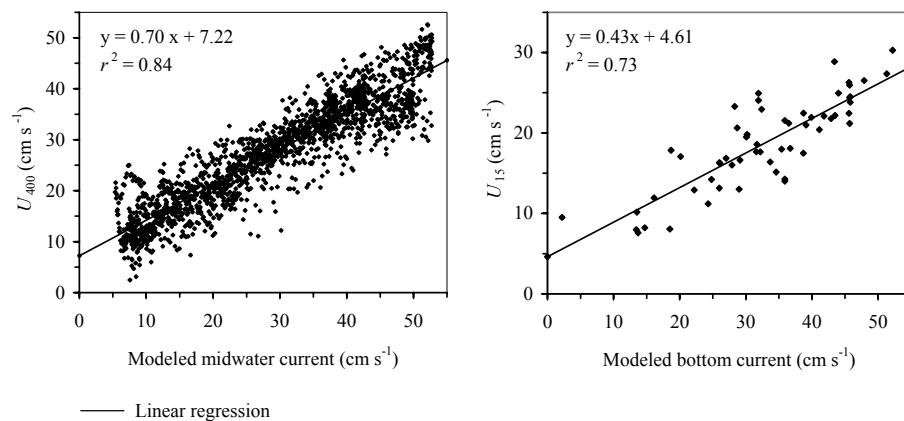 y = 0.70 x + 7.22
r² = 0.84
50
40
30
20
10
0
U₄₀₀ (cm s⁻¹)
10 20 30 40 50
Modeled midwater current (cm s⁻¹)
y = 0.43x + 4.61
r² = 0.73
30
20
10
0
U₁₅ (cm s⁻¹)
0 10 20 30 40 50
Modeled bottom current (cm s⁻¹)
Linear regression